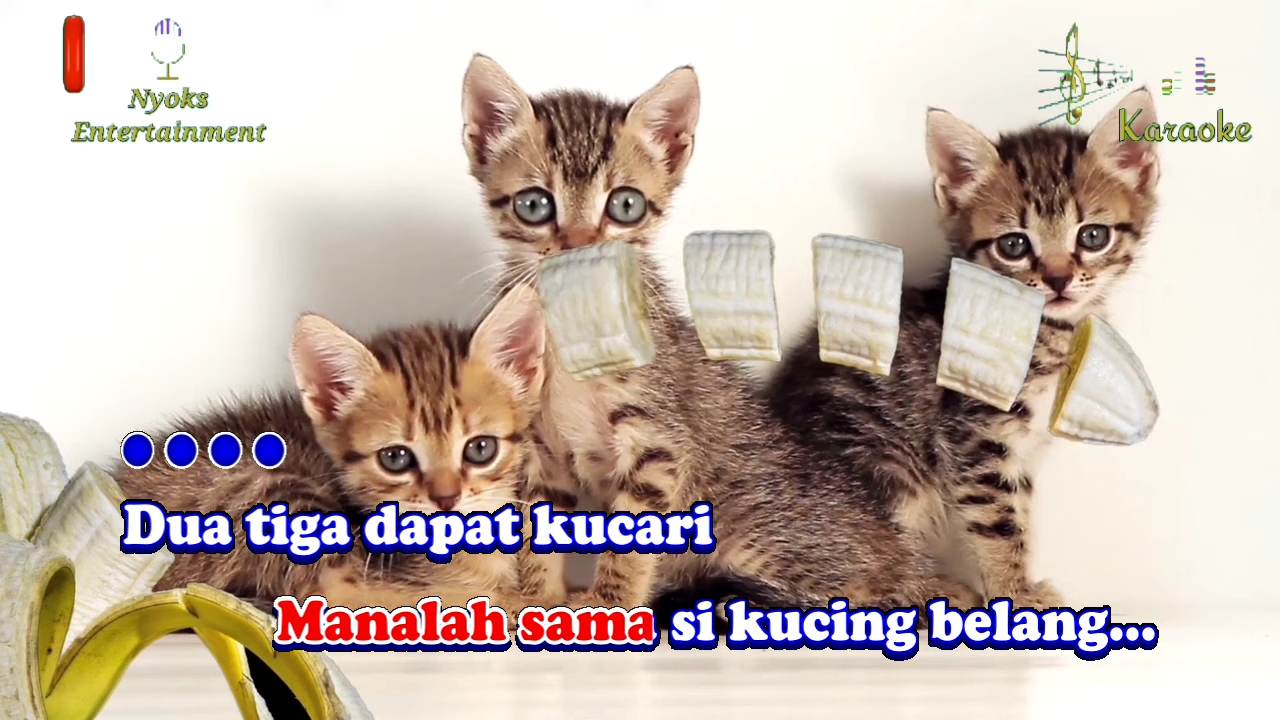 Nyoks
Entertainment
Karaoke
Dua tiga dapat kucari
Manalah sama si kucing belang...